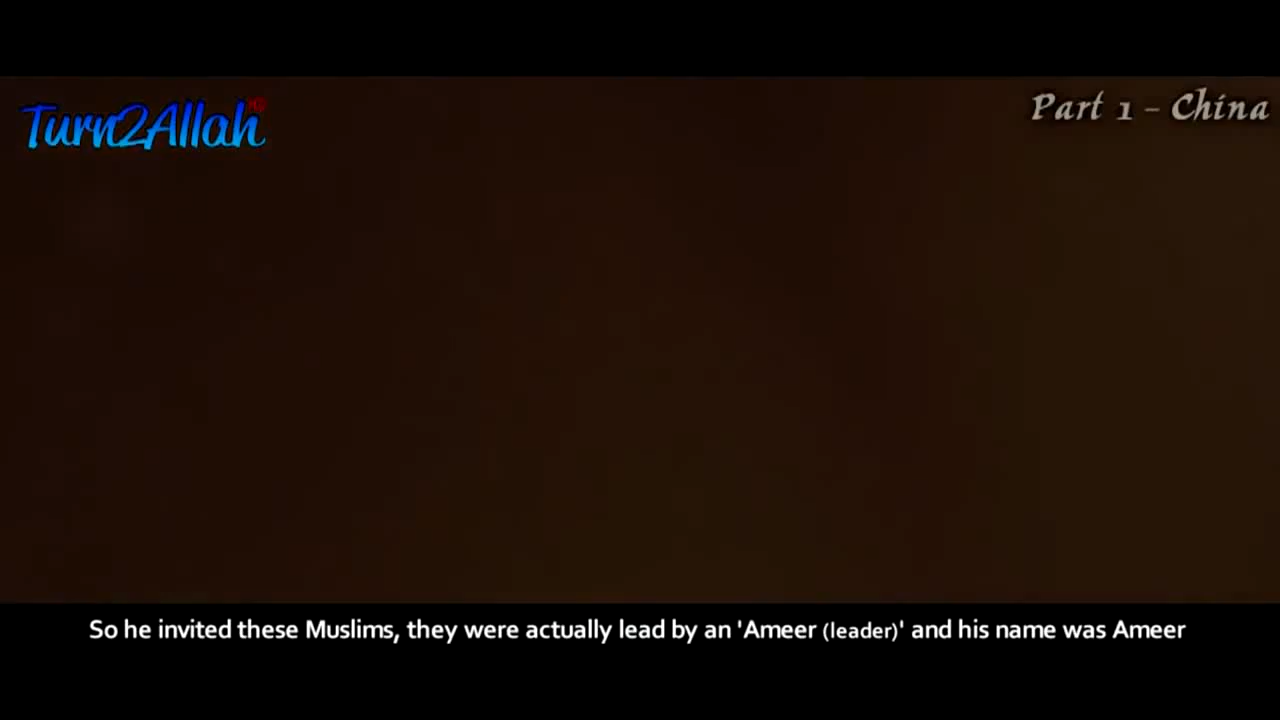 Turn2Allah
Part 1 - China
So he invited these Muslims, they were actually lead by an 'Ameer (leader)' and his name was Ameer